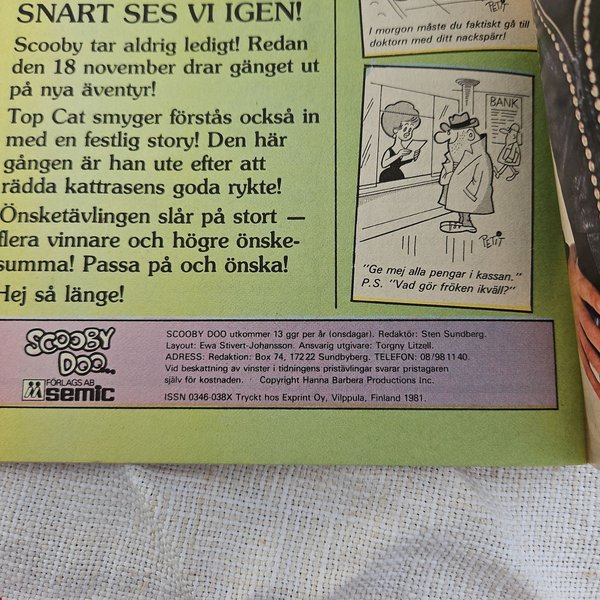 SNART SES VI IGEN!
Scooby tar aldrig ledigt! Redan
den 18 november drar gänget ut
på nya äventyr!
Top Cat smyger förstås också in
med en festlig story! Den här
gången är han ute efter att
rädda kattrasens goda rykte!
Önsketävlingen slår på stort —
flera vinnare och högre önske-
summa! Passa på och önska!
Hej så länge!
PETIT
I morgon måste du faktiskt gå till
doktorn med ditt nackspärr!
BANK
PETIT
"Ge mej alla pengar i kassan."
P.S. "Vad gör fröken ikväll?"
SCOOBY
DOO...
FÖRLAGS AB
semic
SCOOBY DOO utkommer 13 ggr per år (onsdagar). Redaktör: Sten Sundberg.
Layout: Ewa Stivert-Johansson. Ansvarig utgivare: Torgny Litzell.
ADRESS: Redaktion: Box 74, 172 22 Sundbyberg. TELEFON: 08/98 11 40.
Vid beskattning av vinster i tidningens pristävlingar svarar pristagaren
själv för kostnaden. · Copyright Hanna Barbera Productions Inc.
ISSN 0346-038X Tryckt hos Exprint Oy, Vilppula, Finland 1981.